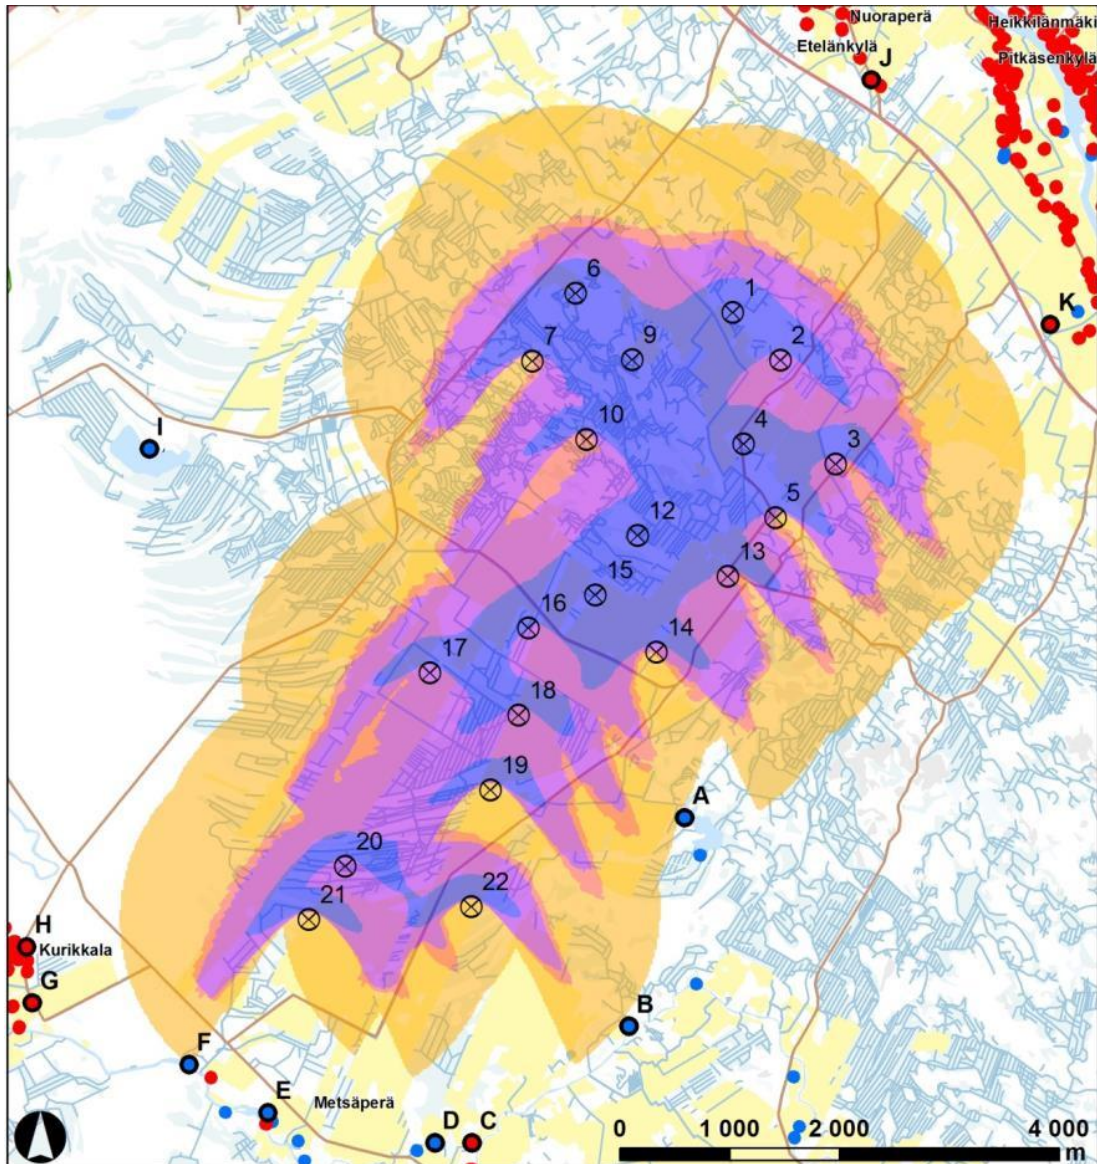 Nuoraperä
Heikkilänmäki
Etelänkylä
Pitkäsenkylä
J
6
1
K
7
9
2
10
4
I
3
5
12
13
15
16
14
17
18
19
A
20
22
21
H
Kurikkala
G
B
F
E
Metsäperä
D
C
0 1 000 2 000 4 000
m